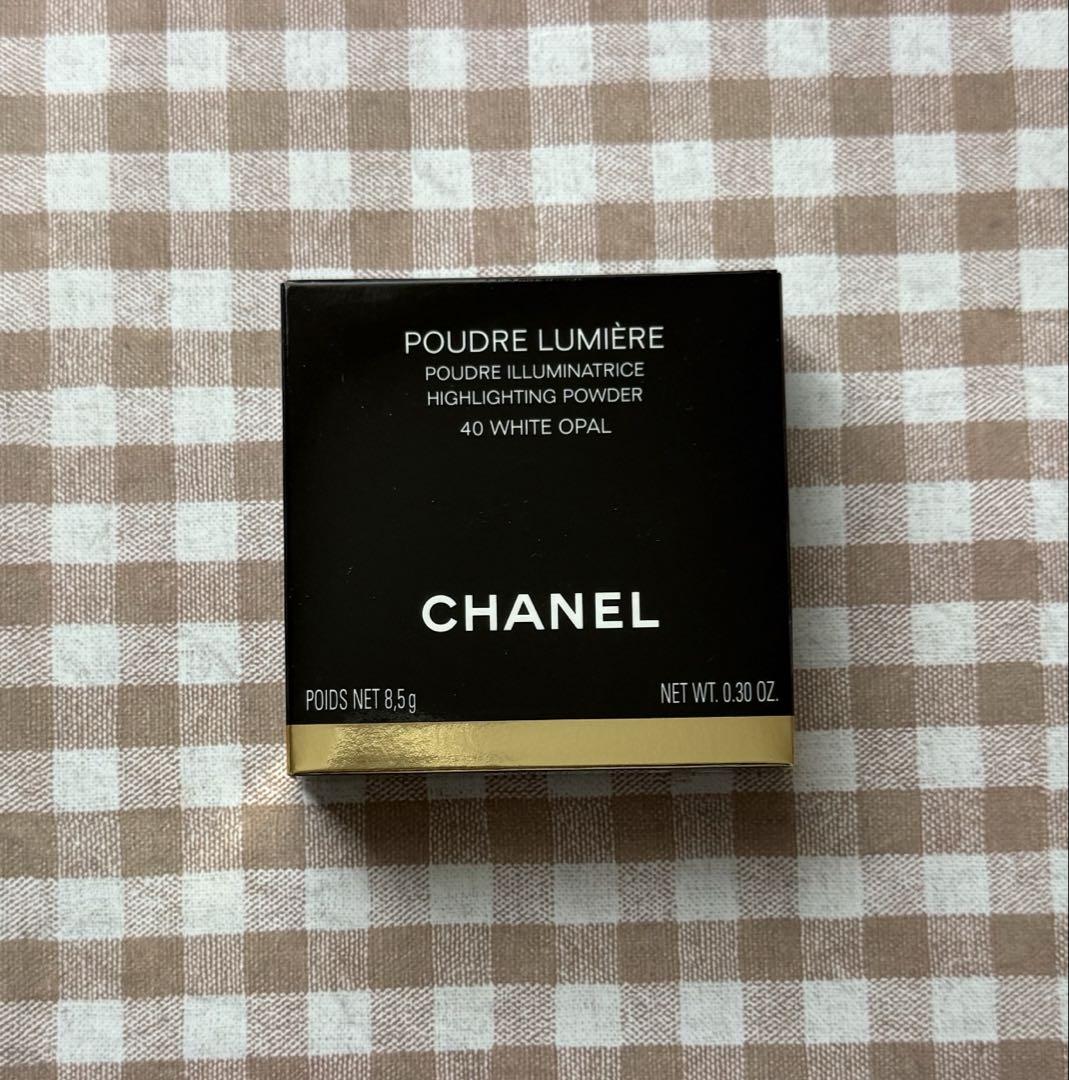 POUDRE LUMIÈRE
POUDRE ILLUMINATRICE
HIGHLIGHTING POWDER
40 WHITE OPAL
CHANEL
POIDS NET 8,5 g
NET WT. 0.30 OZ.